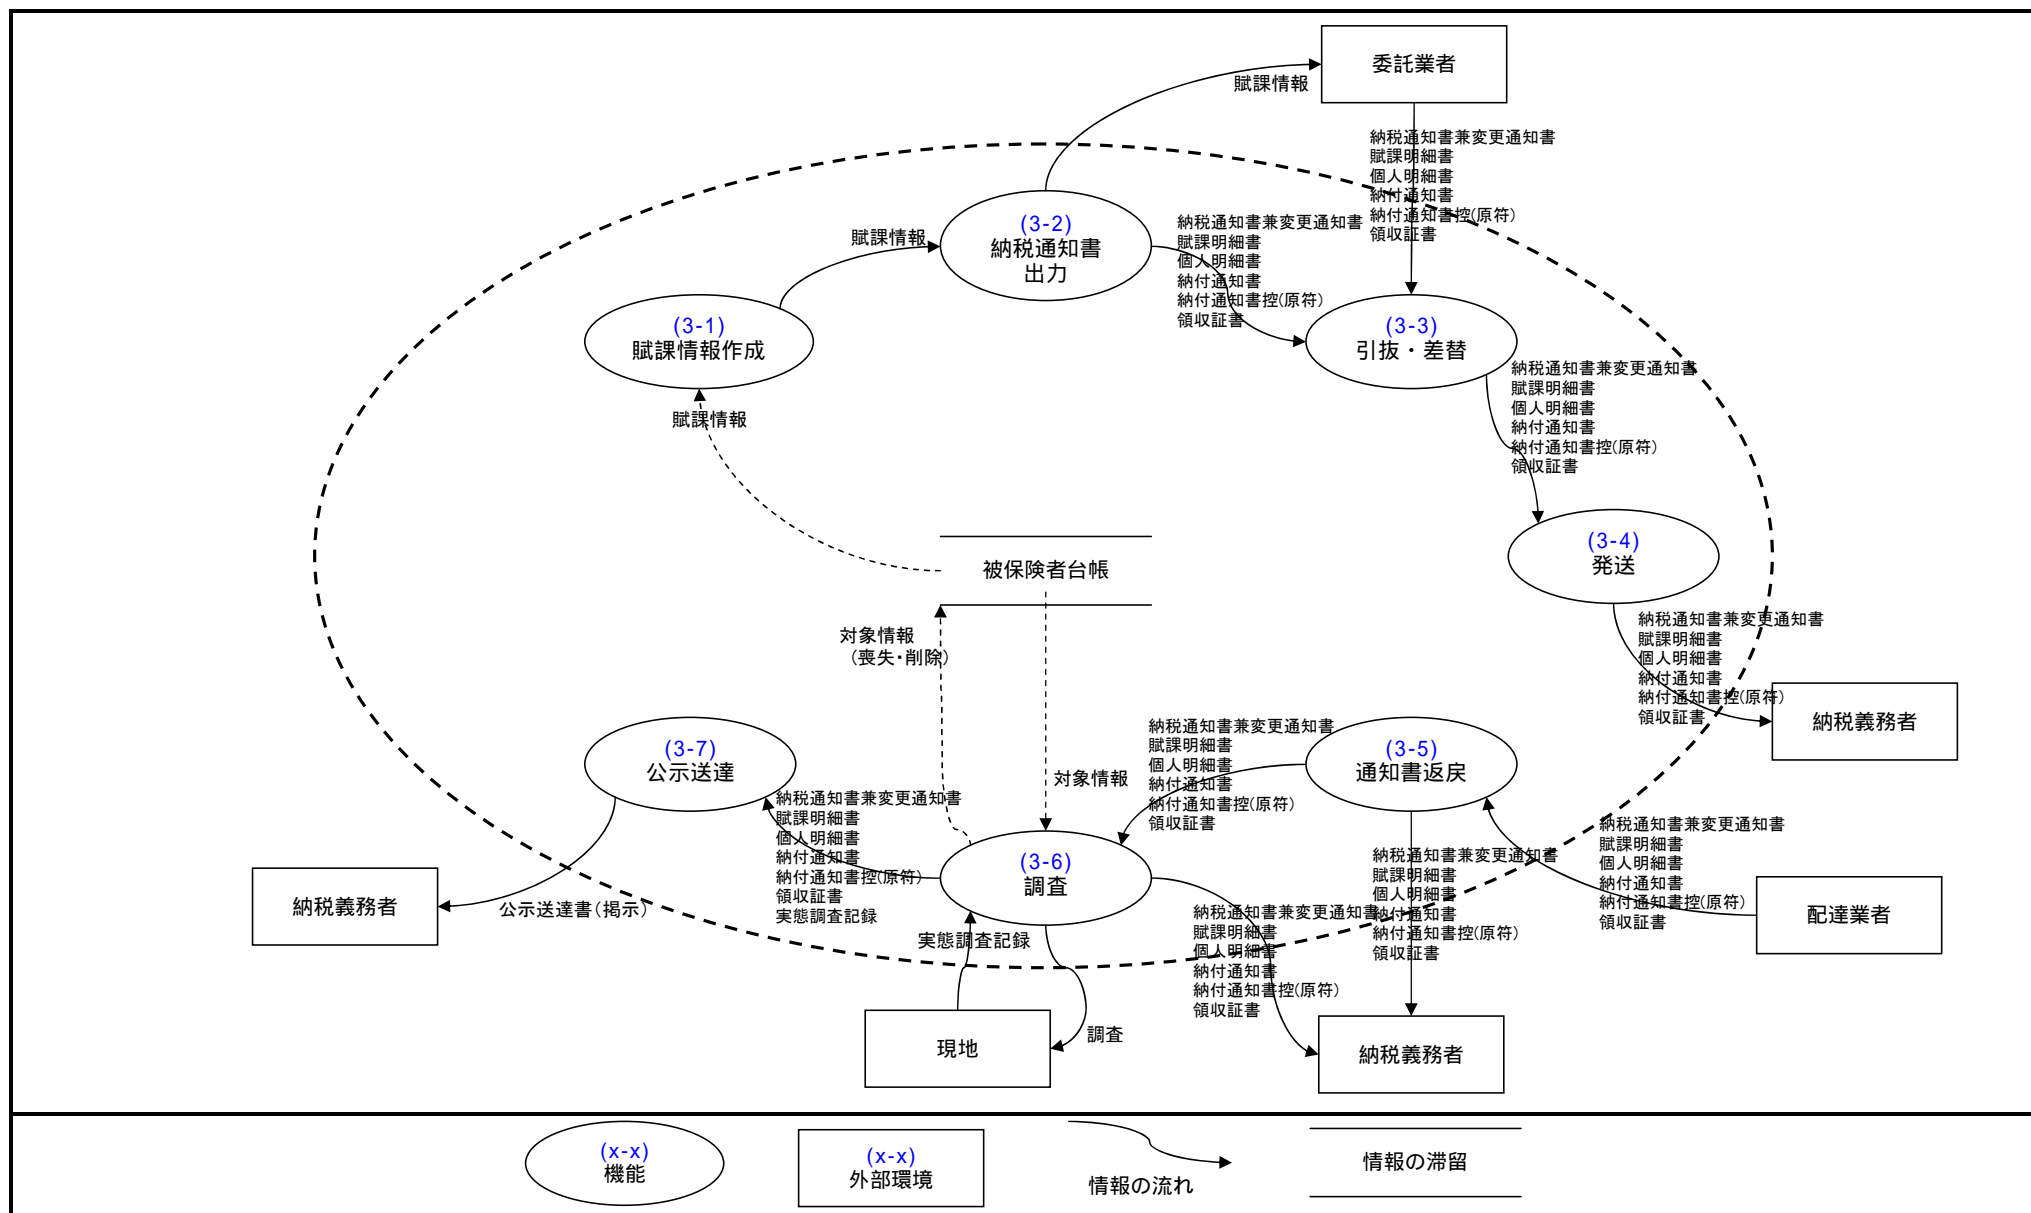 委託業者
賦課情報
納税通知書兼変更通知書
賦課明細書
個人明細書
納付通知書
納付通知書控(原符)
領収証書
(3-2)
納税通知書
出力
賦課情報
納税通知書兼変更通知書
賦課明細書
個人明細書
納付通知書
納付通知書控(原符)
領収証書
(3-1)
賦課情報作成
(3-3)
引抜・差替
賦課情報
納税通知書兼変更通知書
賦課明細書
個人明細書
納付通知書
納付通知書控(原符)
領収証書
(3-4)
発送
被保険者台帳
対象情報
(喪失・削除)
納税通知書兼変更通知書
賦課明細書
個人明細書
納付通知書
納付通知書控(原符)
領収証書
納税義務者
(3-7)
公示送達
対象情報
納税通知書兼変更通知書
賦課明細書
個人明細書
納付通知書
納付通知書控(原符)
領収証書
(3-5)
通知書返戻
納税通知書兼変更通知書
賦課明細書
個人明細書
納付通知書
納付通知書控(原符)
領収証書
実態調査記録
(3-6)
調査
納税通知書兼変更通知書
賦課明細書
個人明細書
納付通知書
納付通知書控(原符)
領収証書
納税通知書兼変更通知書
賦課明細書
個人明細書
納付通知書
納付通知書控(原符)
領収証書
配達業者
納税義務者
公示送達書(掲示)
実態調査記録
納税通知書兼変更通知書
賦課明細書
個人明細書
納付通知書
納付通知書控(原符)
領収証書
現地
調査
納税義務者
(x-x)
機能
(x-x)
外部環境
情報の流れ
情報の滞留